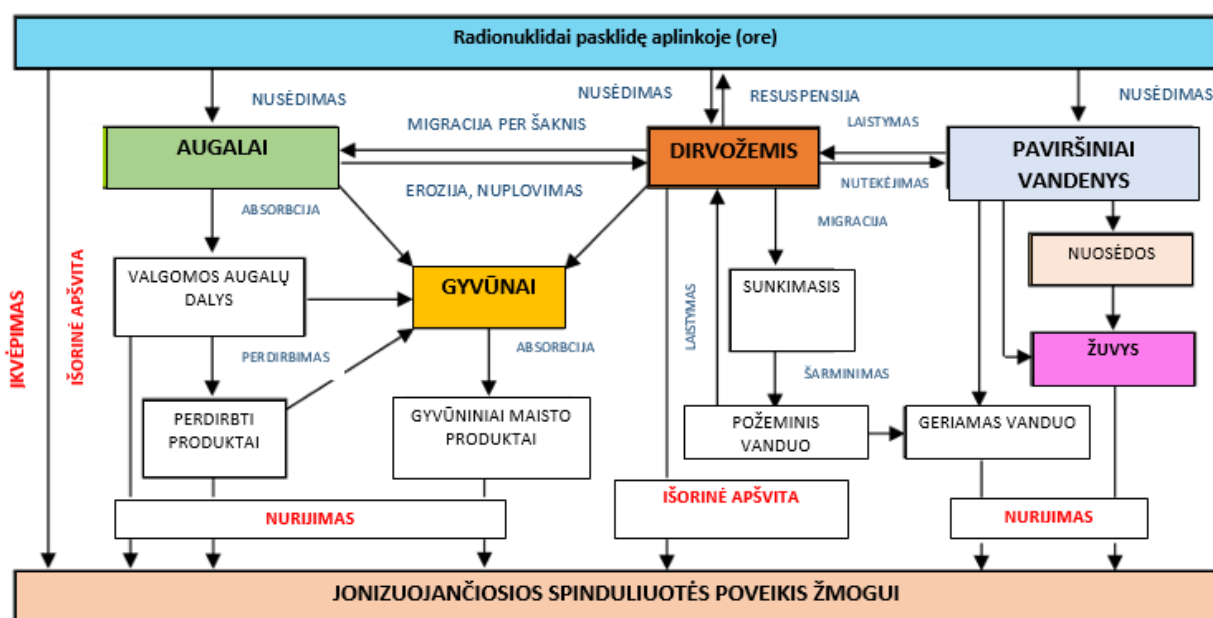 Radionuklidai pasklidę aplinkoje (ore)
NUSĖDIMAS
NUSĖDIMAS
RESUSPENSIJA
NUSĖDIMAS
AUGALAI
MIGRACIJA PER ŠAKNIS
DIRVOŽEMIS
LAISTYMAS
PAVIRŠINIAI
VANDENYS
EROZIJA, NUPLOVIMAS
NUTEKĖJIMAS
ABSORBCIJA
MIGRACIJA
VALGOMOS AUGALŲ
DALYS
GYVŪNAI
SUNKIMASIS
NUOSĖDOS
ĮKVĖPIMAS
IŠORINĖ APŠVITA
PERDIRBIMAS
ABSORBCIJA
LAISTYMAS
ŠARMINIMAS
ŽUVYS
PERDIRBTI
PRODUKTAI
GYVŪNINIAI MAISTO
PRODUKTAI
POŽEMINIS
VANDUO
GERIAMAS VANDUO
NURIJIMAS
IŠORINĖ APŠVITA
NURIJIMAS
JONIZUOJANČIOSIOS SPINDULIUOTĖS POVEIKIS ŽMOGUI